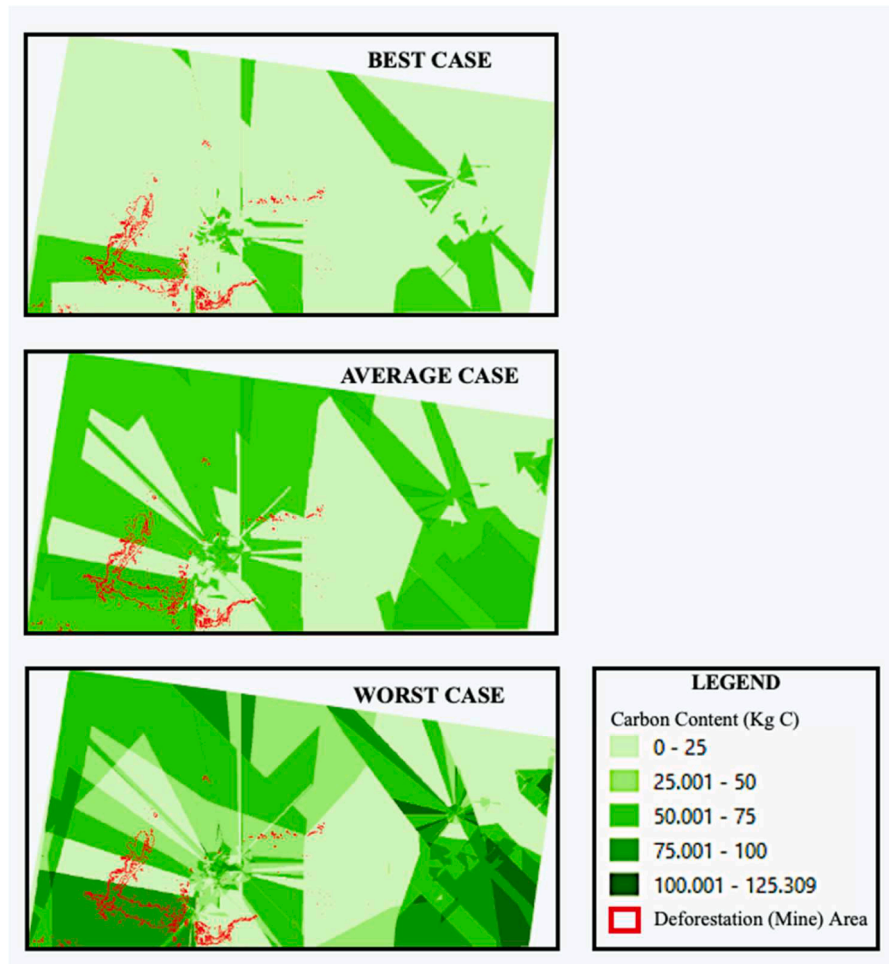 BEST CASE
AVERAGE CASE
WORST CASE
LEGEND
Carbon Content (Kg C)
0 - 25
25.001 - 50
50.001 - 75
75.001 - 100
100.001 - 125.309
Deforestation (Mine) Area